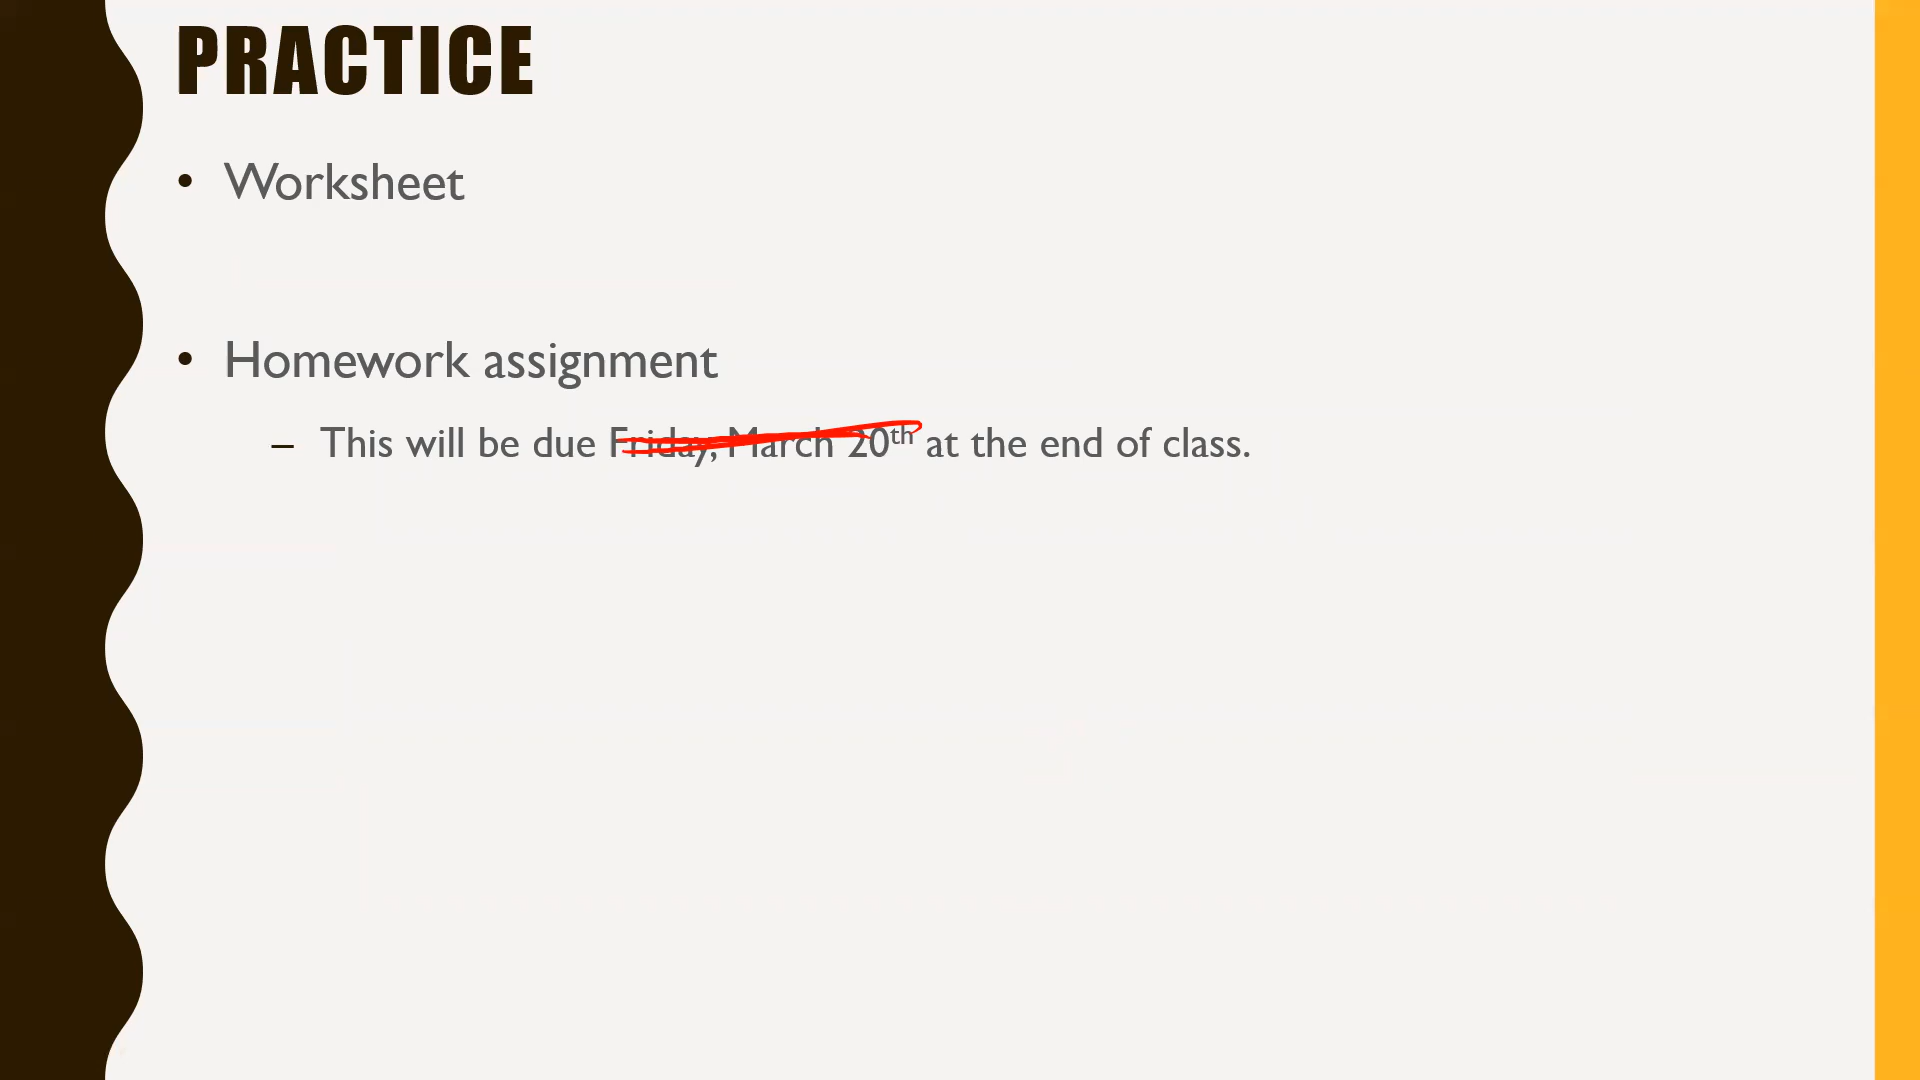 PRACTICE
• Worksheet
• Homework assignment
– This will be due Friday, March 20th at the end of class.